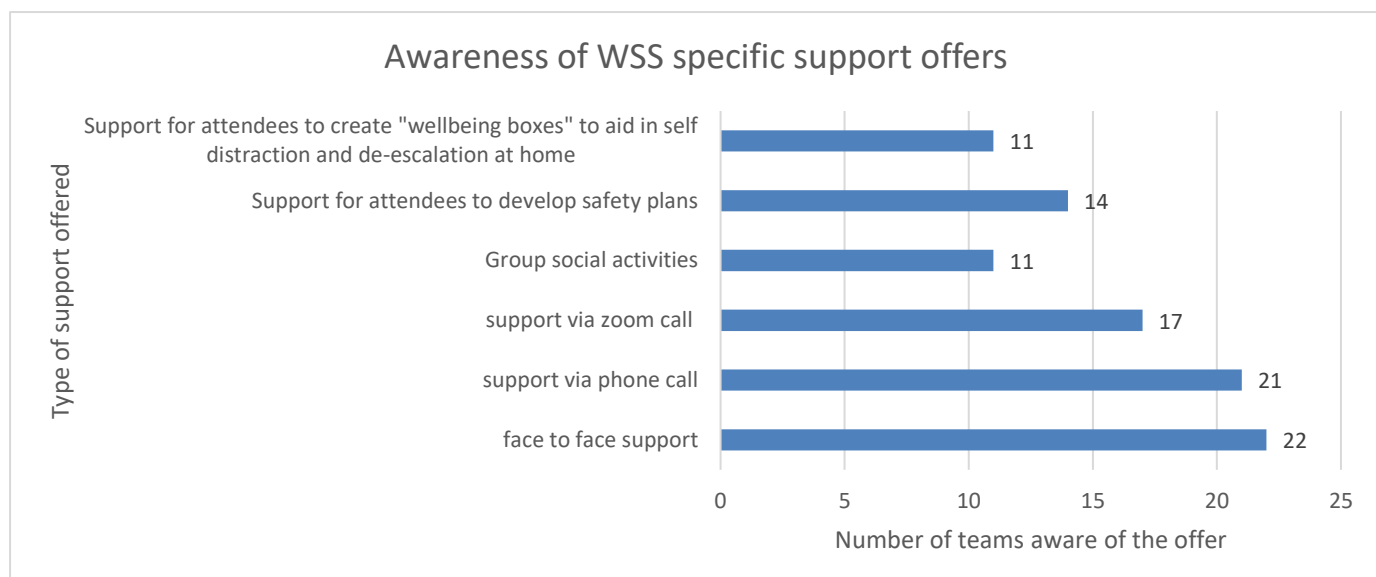 Awareness of WSS specific support offers
Type of support offered
Support for attendees to create "wellbeing boxes" to aid in self
distraction and de-escalation at home
11
Support for attendees to develop safety plans
14
Group social activities
11
support via zoom call
17
support via phone call
21
face to face support
22
0 5 10 15 20 25
Number of teams aware of the offer